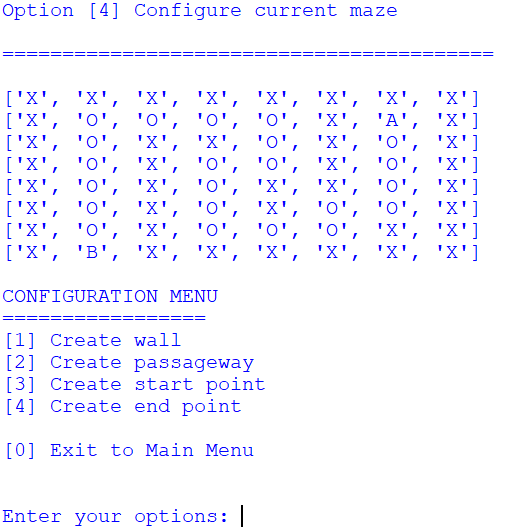 Option [4] Configure current maze
=========================================
['X', 'X', 'X', 'X', 'X', 'X', 'X', 'X']
['X', 'O', 'O', 'O', 'O', 'X', 'A', 'X']
['X', 'O', 'X', 'X', 'O', 'X', 'O', 'X']
['X', 'O', 'X', 'O', 'O', 'X', 'O', 'X']
['X', 'O', 'X', 'O', 'X', 'X', 'O', 'X']
['X', 'O', 'X', 'O', 'X', 'O', 'O', 'X']
['X', 'O', 'X', 'O', 'O', 'O', 'X', 'X']
['X', 'B', 'X', 'X', 'X', 'X', 'X', 'X']
CONFIGURATION MENU
=================
[1] Create wall
[2] Create passageway
[3] Create start point
[4] Create end point
[0] Exit to Main Menu
Enter your options: